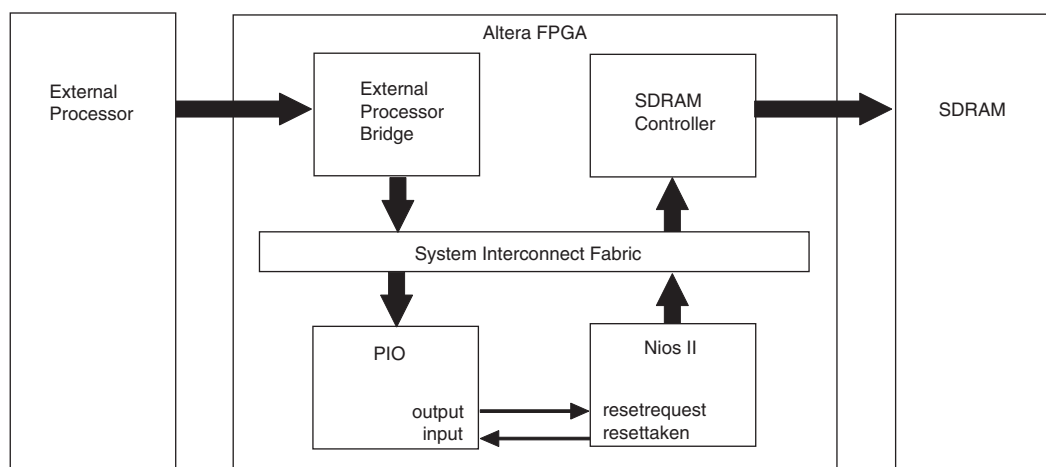 Altera FPGA
External
Processor
External
Processor
Bridge
SDRAM
Controller
SDRAM
System Interconnect Fabric
PIO
output
input
Nios II
resetrequest
resettaken